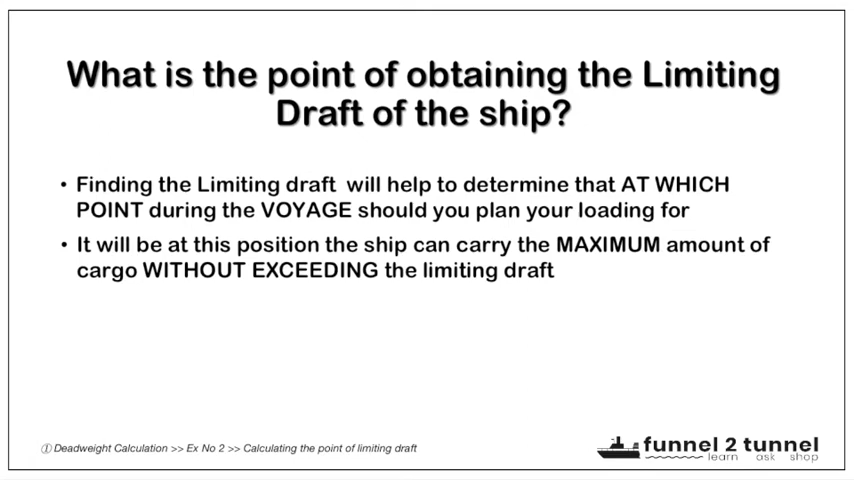 What is the point of obtaining the Limiting
Draft of the ship?
• Finding the Limiting draft will help to determine that AT WHICH
POINT during the VOYAGE should you plan your loading for
• It will be at this position the ship can carry the MAXIMUM amount of
cargo WITHOUT EXCEEDING the limiting draft
① Deadweight Calculation >> Ex No 2 >> Calculating the point of limiting draft
funnel 2 tunnel
learn ask shop